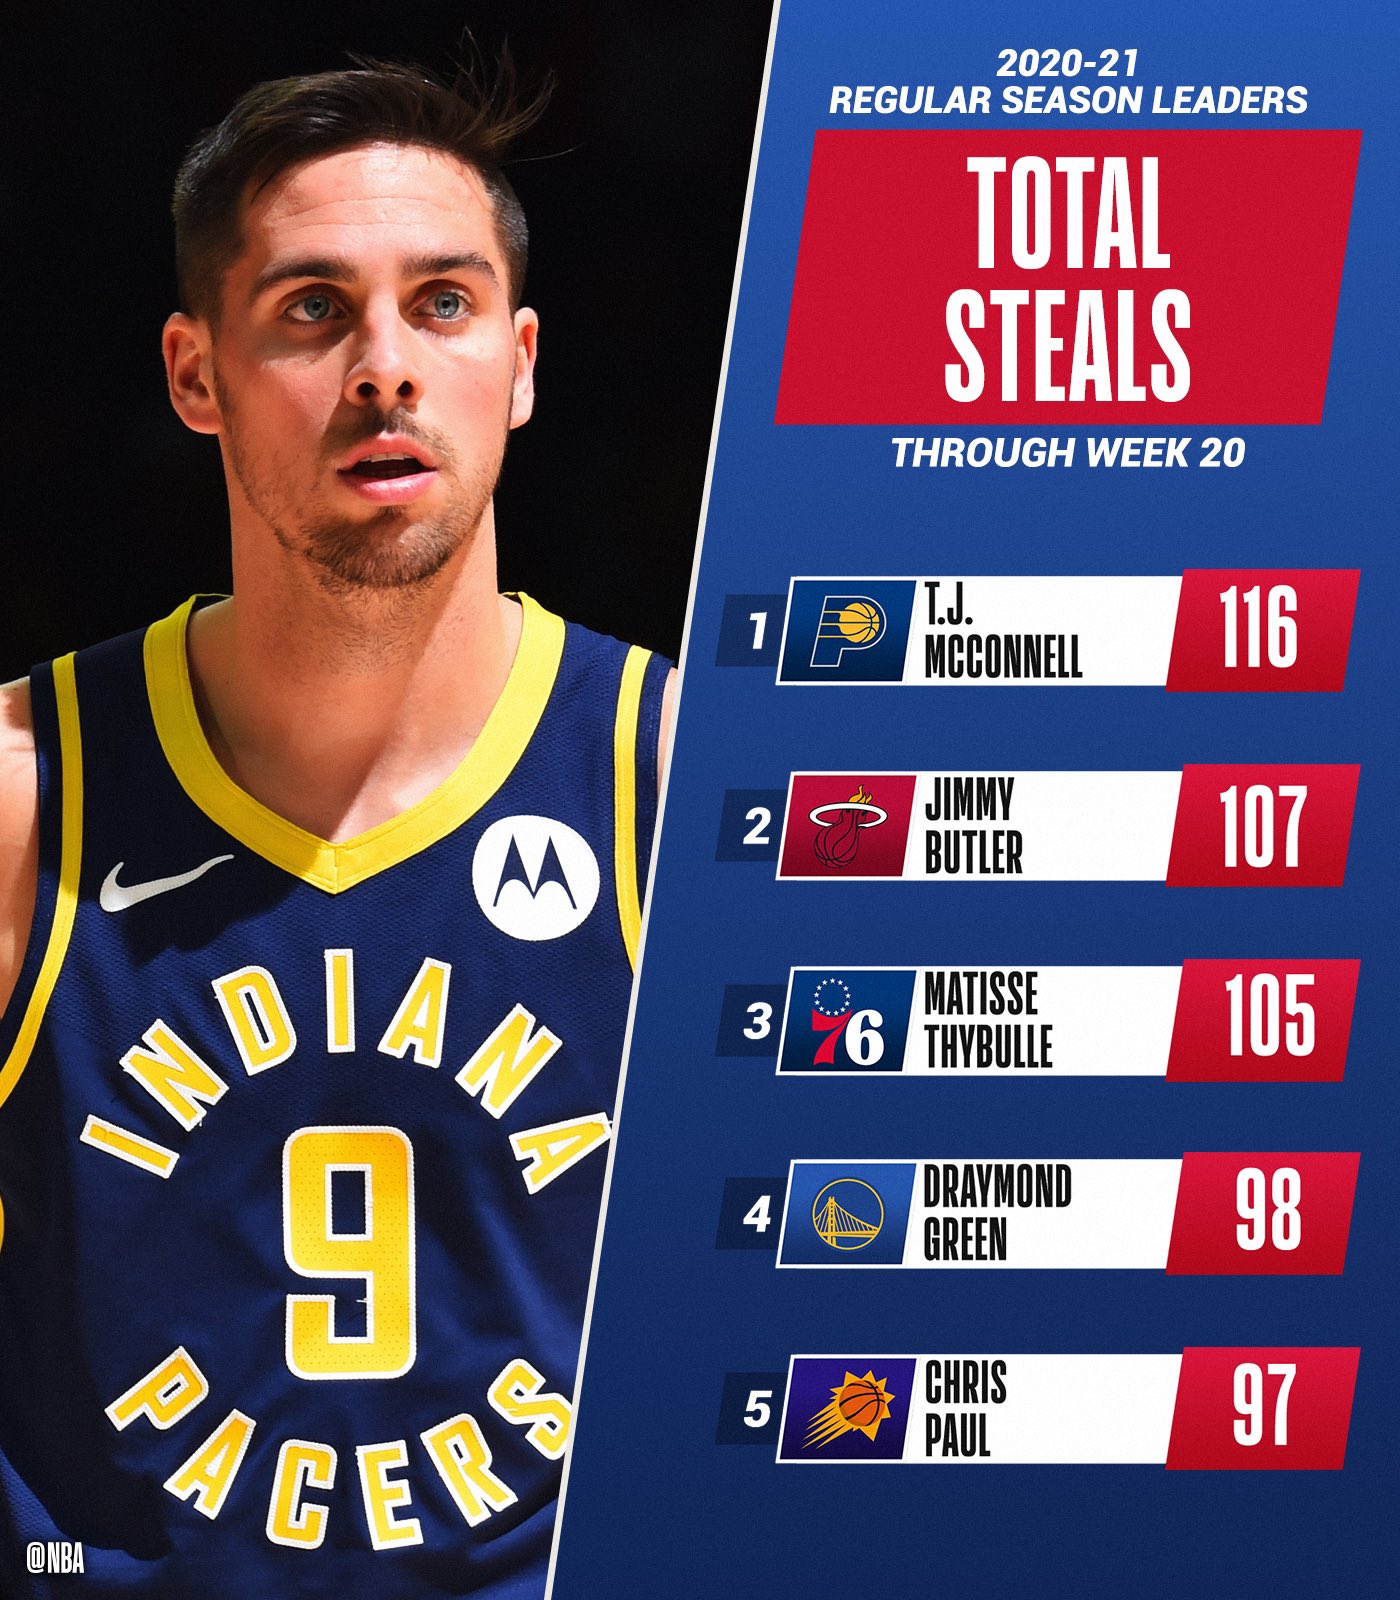 2020-21
REGULAR SEASON LEADERS
TOTAL
STEALS
THROUGH WEEK 20
1
T.J.
MCCONNELL
116
2
JIMMY
BUTLER
107
3
76
MATISSE
THYBULLE
105
4
DRAYMOND
GREEN
98
5
CHRIS
PAUL
97
INDIANA
9
PACERS
@NBA